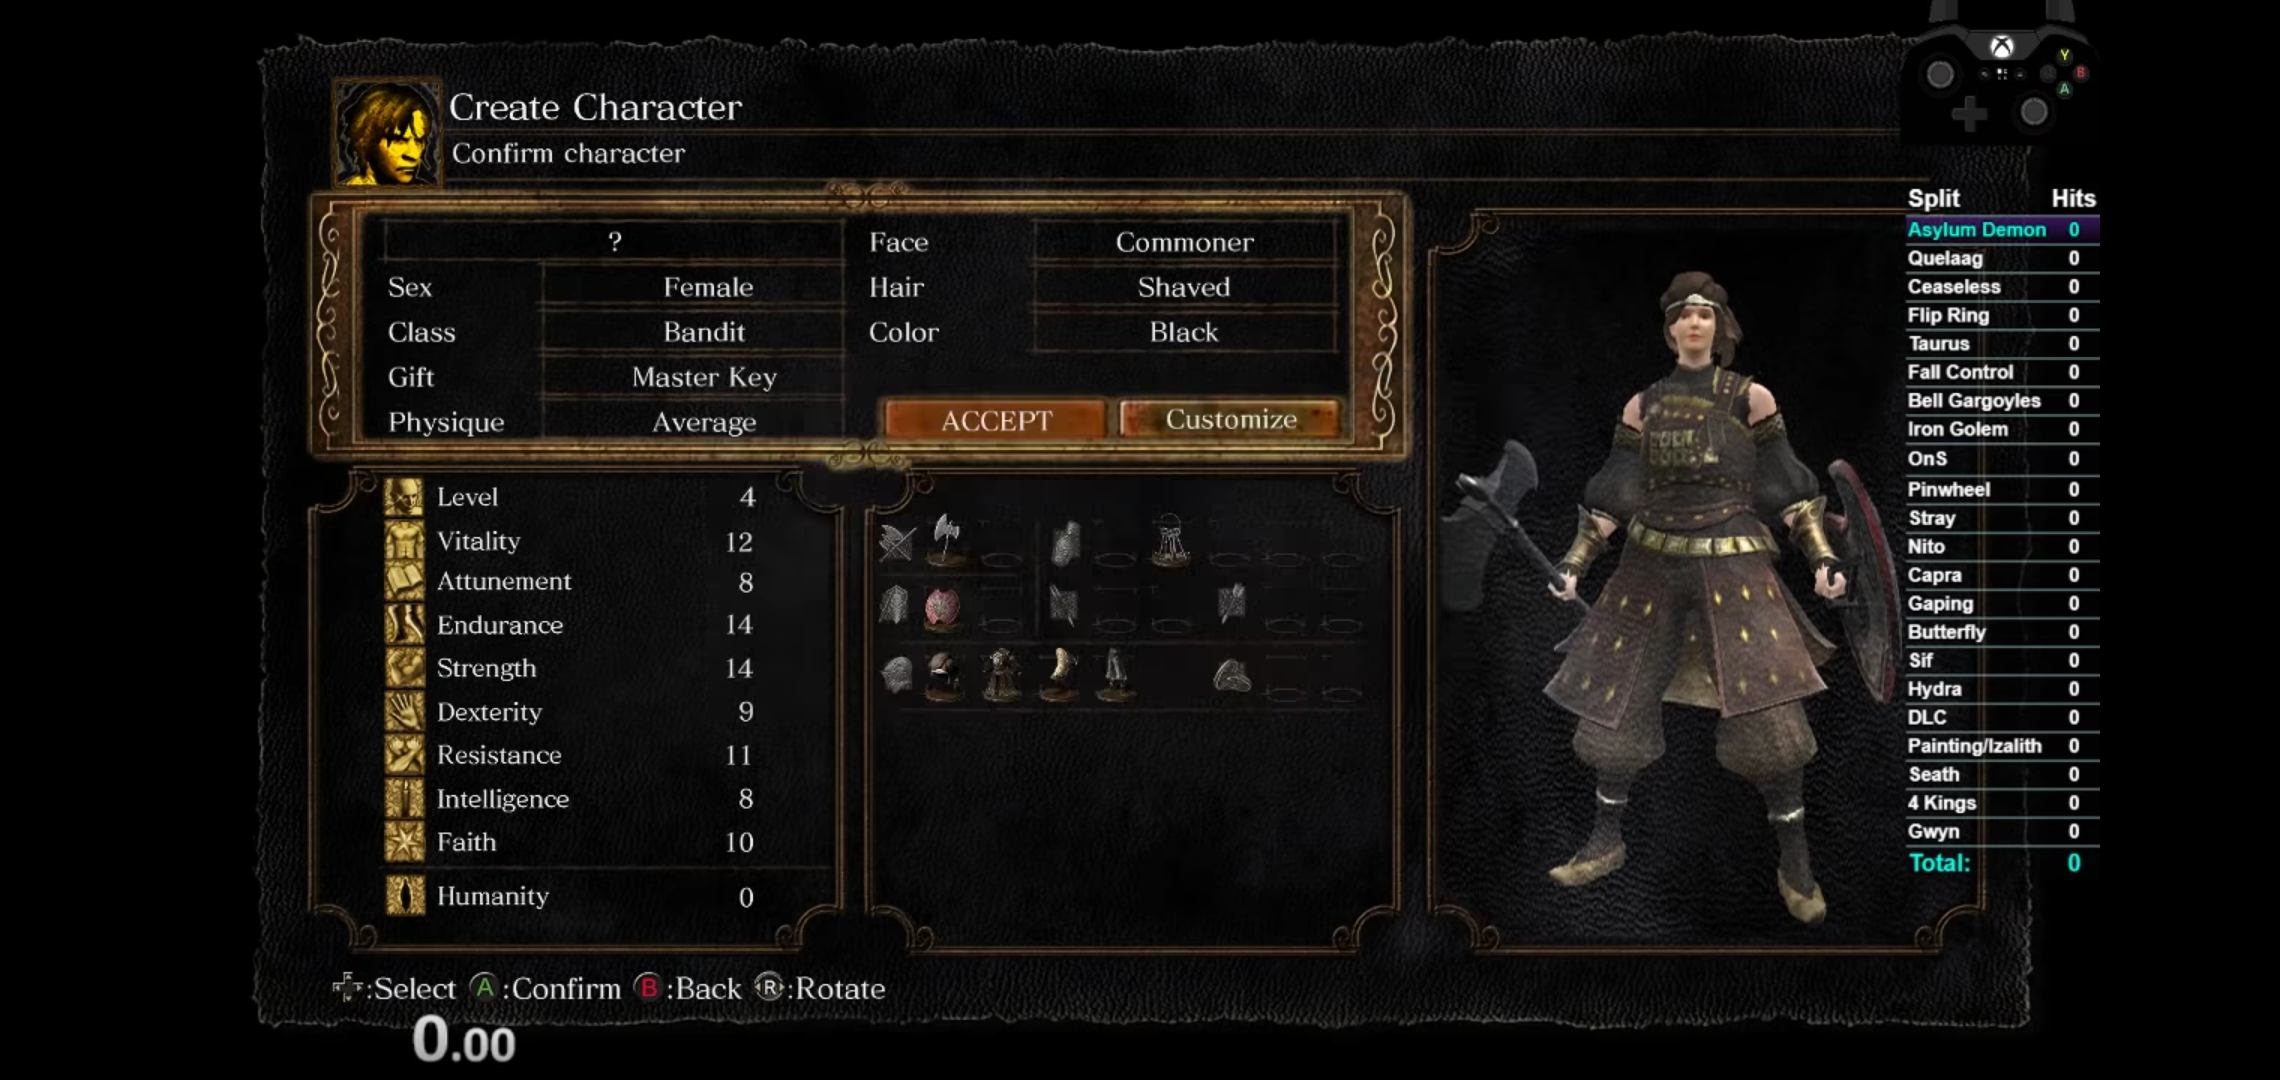 Create Character
Confirm character
?
Sex Female
Class Bandit
Gift Master Key
Physique Average
Face Commoner
Hair Shaved
Color Black
ACCEPT Customize
Level 4
Vitality 12
Attunement 8
Endurance 14
Strength 14
Dexterity 9
Resistance 11
Intelligence 8
Faith 10
Humanity 0
Y
B
A
Split Hits
Asylum Demon 0
Quelaag 0
Ceaseless 0
Flip Ring 0
Taurus 0
Fall Control 0
Bell Gargoyles 0
Iron Golem 0
OnS 0
Pinwheel 0
Stray 0
Nito 0
Capra 0
Gaping 0
Butterfly 0
Sif 0
Hydra 0
DLC 0
Painting/Izalith 0
Seath 0
4 Kings 0
Gwyn 0
Total: 0
:Select A:Confirm B:Back R:Rotate
0.00